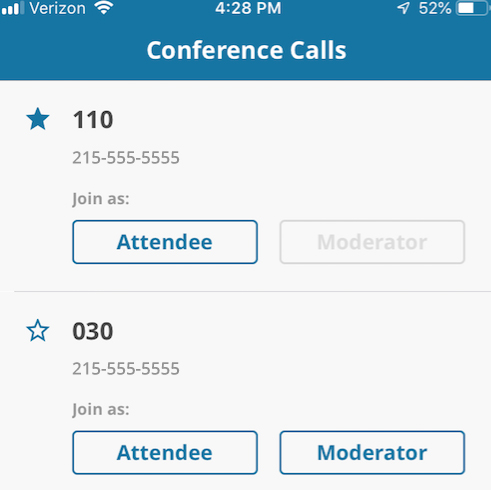 Verizon 4:28 PM 52%
Conference Calls
110
215-555-5555
Join as:
Attendee Moderator
030
215-555-5555
Join as:
Attendee Moderator